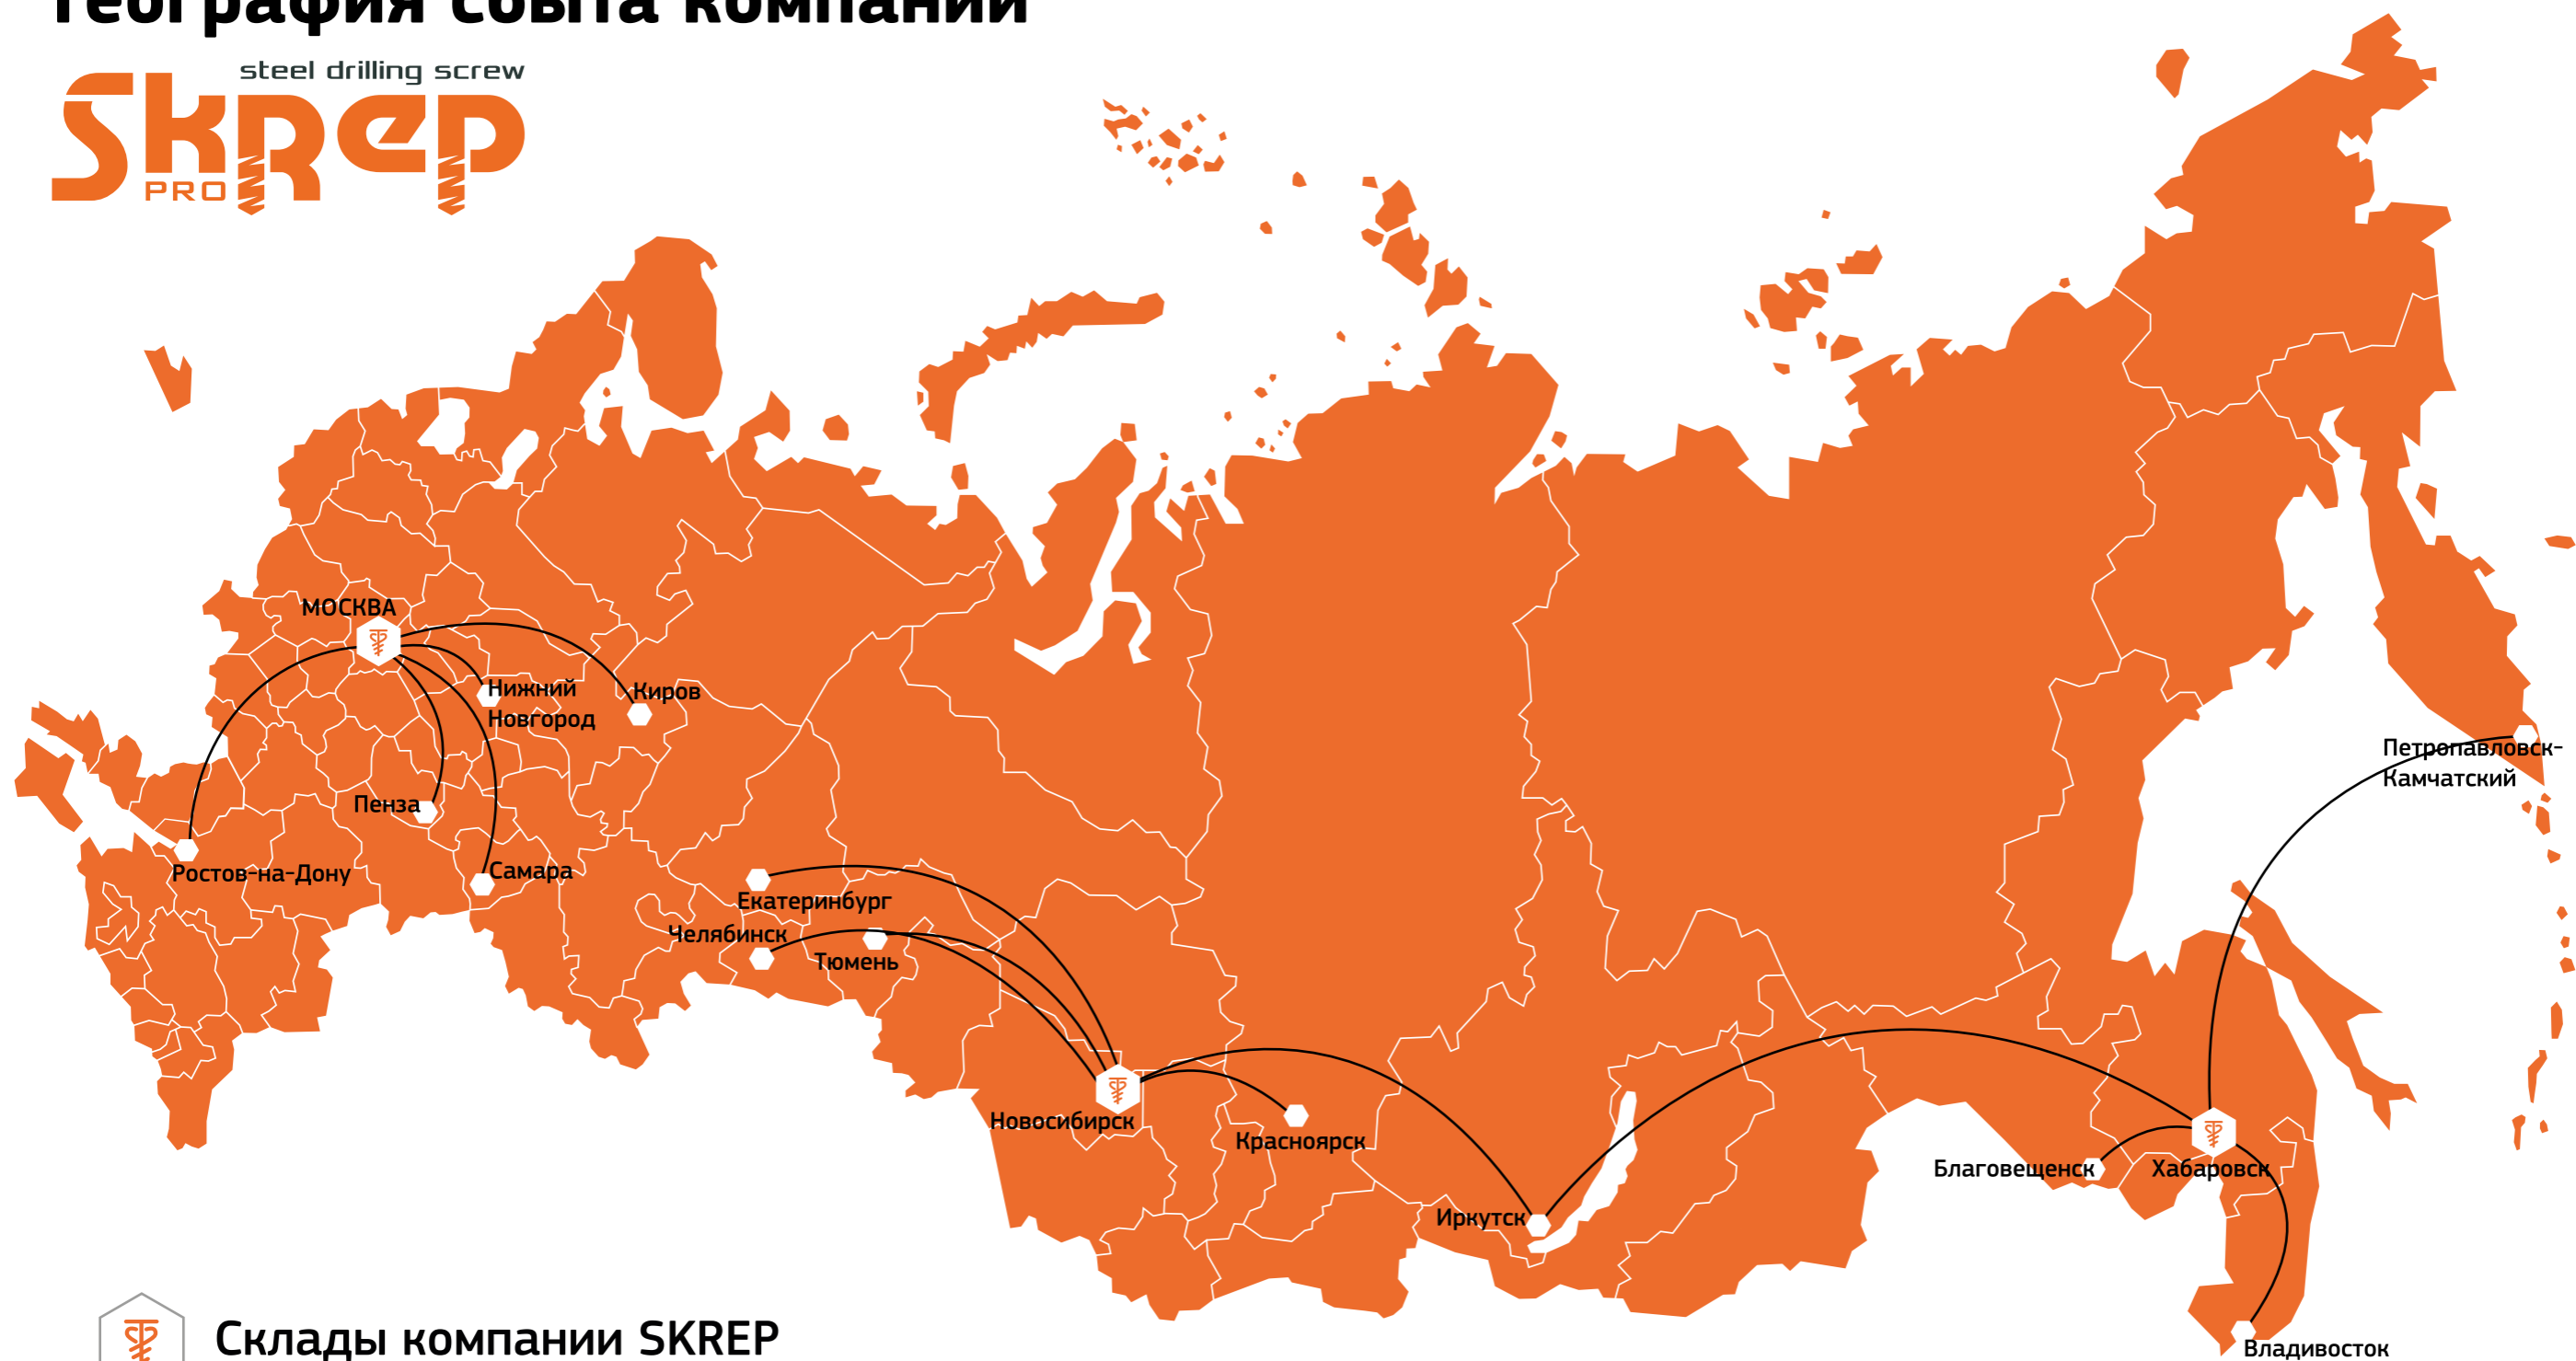 География сбыта компании
steel drilling screw
SkRep
PRO
МОСКВА
Нижний
Новгород
Киров
Петропавловск-
Камчатский
Пенза
Ростов-на-Дону
Самара
Екатеринбург
Челябинск
Тюмень
Новосибирск
Красноярск
Благовещенск
Хабаровск
Иркутск
Владивосток
Склады компании SKREP